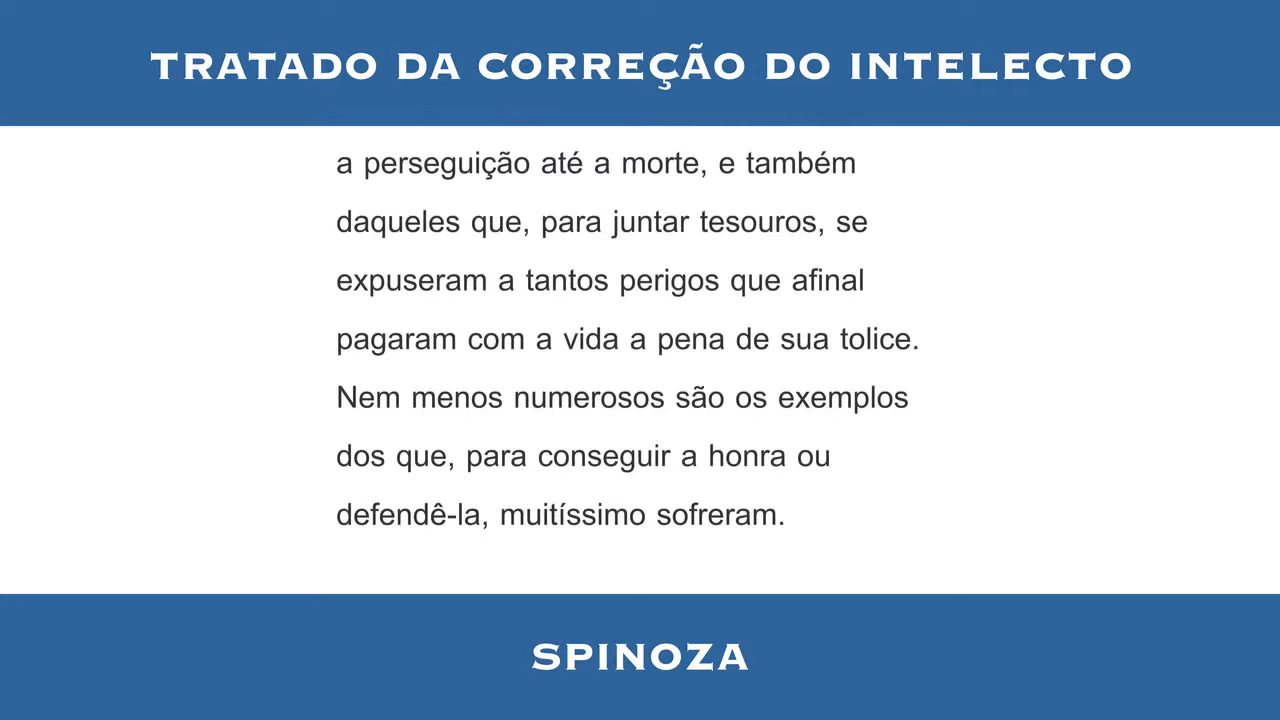 TRATADO DA CORREÇÃO DO INTELECTO
a perseguição até a morte, e também
daqueles que, para juntar tesouros, se
expuseram a tantos perigos que afinal
pagaram com a vida a pena de sua tolice.
Nem menos numerosos são os exemplos
dos que, para conseguir a honra ou
defendê-la, muitíssimo sofreram.
SPINOZA